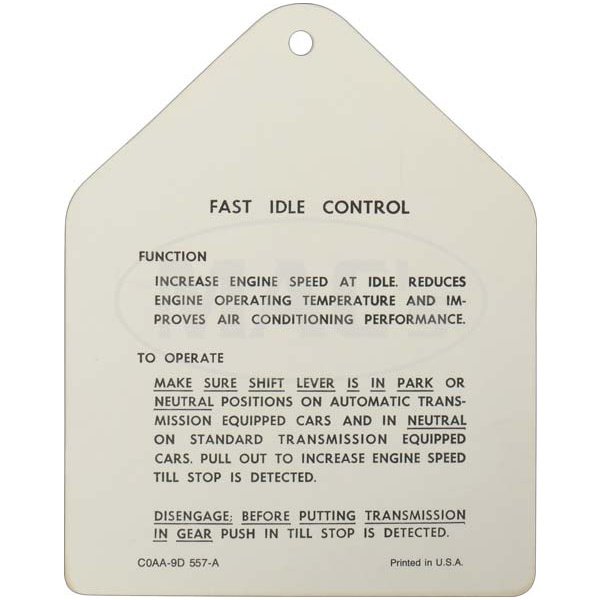 FAST IDLE CONTROL
FUNCTION
INCREASE ENGINE SPEED AT IDLE. REDUCES
ENGINE OPERATING TEMPERATURE AND IM-
PROVES AIR CONDITIONING PERFORMANCE.
TO OPERATE
MAKE SURE SHIFT LEVER IS IN PARK OR
NEUTRAL POSITIONS ON AUTOMATIC TRANS-
MISSION EQUIPPED CARS AND IN NEUTRAL
ON STANDARD TRANSMISSION EQUIPPED
CARS. PULL OUT TO INCREASE ENGINE SPEED
TILL STOP IS DETECTED.
DISENGAGE: BEFORE PUTTING TRANSMISSION
IN GEAR PUSH IN TILL STOP IS DETECTED.
C0AA-9D 557-A Printed in U.S.A.